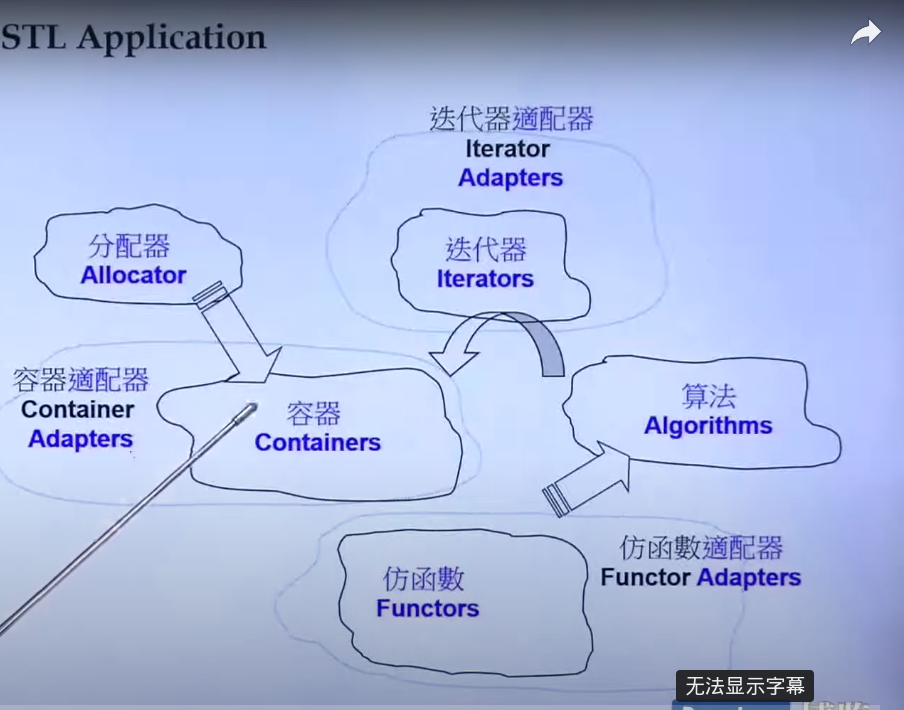 STL Application
迭代器適配器
Iterator
Adapters
分配器
Allocator
迭代器
Iterators
容器適配器
Container
Adapters
容器
Containers
算法
Algorithms
仿函數
Functors
仿函數適配器
Functor Adapters
无法显示字幕